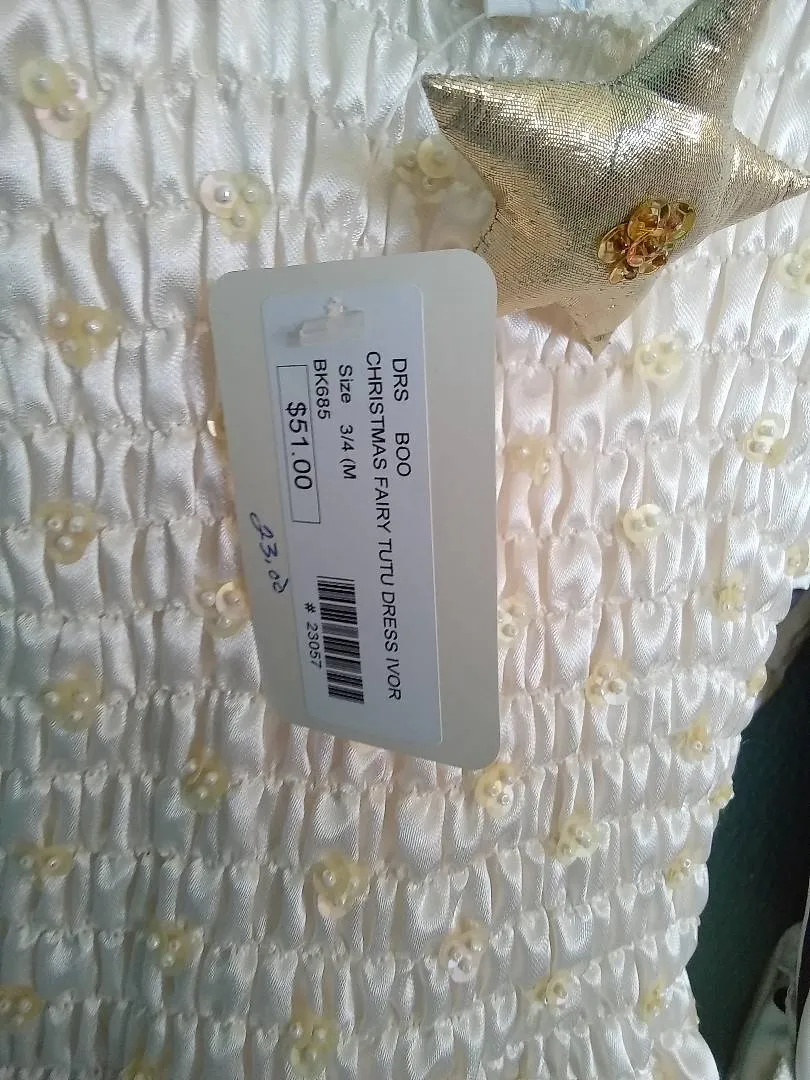 DRS BOO
CHRISTMAS FAIRY TUTU DRESS IVOR
Size 3/4 (M
BK685
$51.00
# 23057
23.00